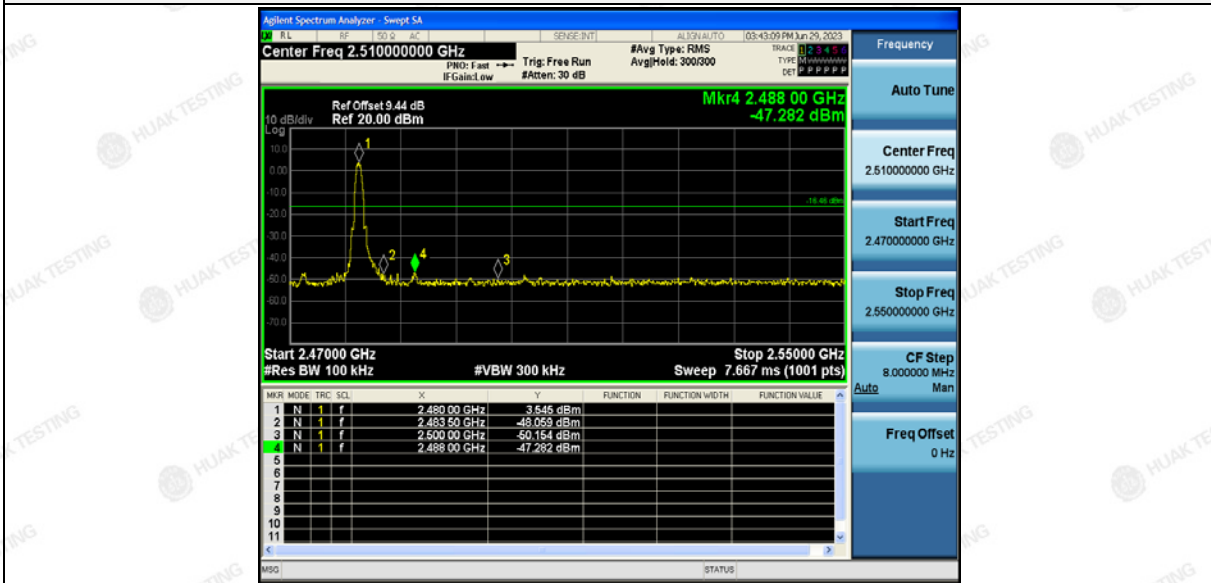 Agilent Spectrum Analyzer - Swept SA
RL RF 50 Ω AC SENSE:INT ALIGNAUTO 03:43:09 PM Jun 29, 2023
Center Freq 2.510000000 GHz
PNO: Fast
IFGain:Low
Trig: Free Run
#Atten: 30 dB
#Avg Type: RMS
Avg|Hold: 300/300
TRACE 1 2 3 4 5 6
TYPE M
DET P P P P P P
Frequency
Auto Tune
Center Freq
2.510000000 GHz
Start Freq
2.470000000 GHz
Stop Freq
2.550000000 GHz
CF Step
8.000000 MHz
Auto Man
Freq Offset
0 Hz
Mkr4 2.488 00 GHz
-47.282 dBm
Ref Offset 9.44 dB
10 dB/div Ref 20.00 dBm
Log
10.0
0.00
-10.0
-20.0
-30.0
-40.0
-50.0
-60.0
-70.0
1
2
4
3
Start 2.47000 GHz Stop 2.55000 GHz
#Res BW 100 kHz #VBW 300 kHz Sweep 7.667 ms (1001 pts)
MKR MODE TRC SCL X Y FUNCTION FUNCTION WIDTH FUNCTION VALUE
1 N 1 f 2.480 00 GHz 3.545 dBm
2 N 1 f 2.483 50 GHz -48.059 dBm
3 N 1 f 2.500 00 GHz -50.154 dBm
4 N 1 f 2.488 00 GHz -47.282 dBm
5
6
7
8
9
10
11
MSG STATUS
HUAK TESTING